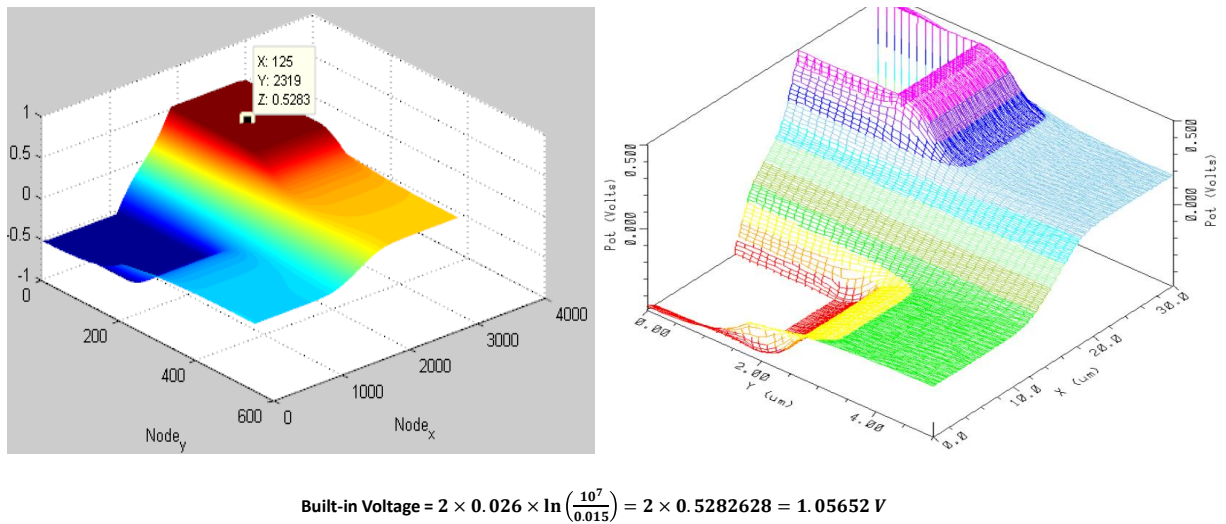 X: 125
Y: 2319
Z: 0.5283
1
0.5
0
-0.5
-1
0
200
400
600
0
1000
2000
3000
4000
Node_y
Node_x
0.500
0.000
Pot (Volts)
0.500
0.000
Pot (Volts)
0.00
2.00
4.00
Y (um)
0.0
10.0
20.0
30.0
X (um)
Built-in Voltage = 2 × 0.026 × ln(10^7/0.015) = 2 × 0.5282628 = 1.05652 V